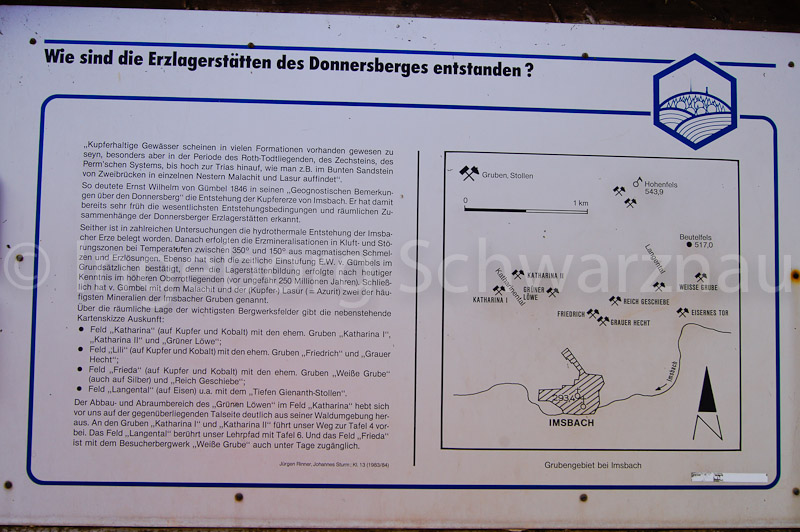 Wie sind die Erzlagerstätten des Donnersberges entstanden?
„Kupferhaltige Gewässer scheinen in vielen Formationen vorhanden gewesen zu
seyn, besonders aber in der Periode des Roth-Todtliegenden, des Zechsteins, des
Perm'schen Systems, bis hoch zur Trias hinauf, wie man z.B. im Bunten Sandstein
von Zweibrücken in einzelnen Nestern Malachit und Lasur auffindet“.
So deutete Ernst Wilhelm von Gümbel 1846 in seinen „Geognostischen Bemerkun-
gen über den Donnersberg“ die Entstehung der Kupfererze von Imsbach. Er hat damit
bereits sehr früh die wesentlichsten Entstehungsbedingungen und räumlichen Zu-
sammenhänge der Donnersberger Erzlagerstätten erkannt.
Seither ist in zahlreichen Untersuchungen die hydrothermale Entstehung der Imsba-
cher Erze belegt worden. Danach erfolgten die Erzmineralisationen in Kluft- und Stö-
rungszonen bei Temperaturen zwischen 350° und 150° aus magmatischen Schmel-
zen und Erzlösungen. Ebenso hat sich die zeitliche Einstufung E.W. v. Gümbels im
Grundsätzlichen bestätigt, denn die Lagerstättenbildung erfolgte nach heutiger
Kenntnis im höheren Oberrotliegenden (vor ungefähr 250 Millionen Jahren). Schließ-
lich hat v. Gümbel mit dem Malachit und der (Kupfer-) Lasur (= Azurit) zwei der häu-
figsten Mineralien der Imsbacher Gruben genannt.
Über die räumliche Lage der wichtigsten Bergwerksfelder gibt die nebenstehende
Kartenskizze Auskunft:
• Feld „Katharina“ (auf Kupfer und Kobalt) mit den ehem. Gruben „Katharina I“,
„Katharina II“ und „Grüner Löwe“;
• Feld „Lili“ (auf Kupfer und Kobalt) mit den ehem. Gruben „Friedrich“ und „Grauer
Hecht“;
• Feld „Frieda“ (auf Kupfer und Kobalt) mit den ehem. Gruben „Weiße Grube“
(auch auf Silber) und „Reich Geschiebe“;
• Feld „Langental“ (auf Eisen) u.a. mit dem „Tiefen Gienanth-Stollen“.
Der Abbau- und Abraumbereich des „Grünen Löwen“ im Feld „Katharina“ hebt sich
vor uns auf der gegenüberliegenden Talseite deutlich aus seiner Waldumgebung her-
aus. An den Gruben „Katharina I“ und „Katharina II“ führt unser Weg zur Tafel 4 vor-
bei. Das Feld „Langental“ berührt unser Lehrpfad mit Tafel 6. Und das Feld „Frieda“
ist mit dem Besucherbergwerk „Weiße Grube“ auch unter Tage zugänglich.
Jürgen Rinner, Johannes Sturm; Kl. 13 (1983/84)
Gruben, Stollen
0 1 km
Hohenfels
543,9
Beutelfels
517,0
Langental
Katharinental
KATHARINA II
KATHARINA I
GRÜNER
LÖWE
WEISSE GRUBE
REICH GESCHIEBE
FRIEDRICH
GRAUER HECHT
EISERNES TOR
Imsbach
293,4
IMSBACH
Grubengebiet bei Imsbach
Schwartznau